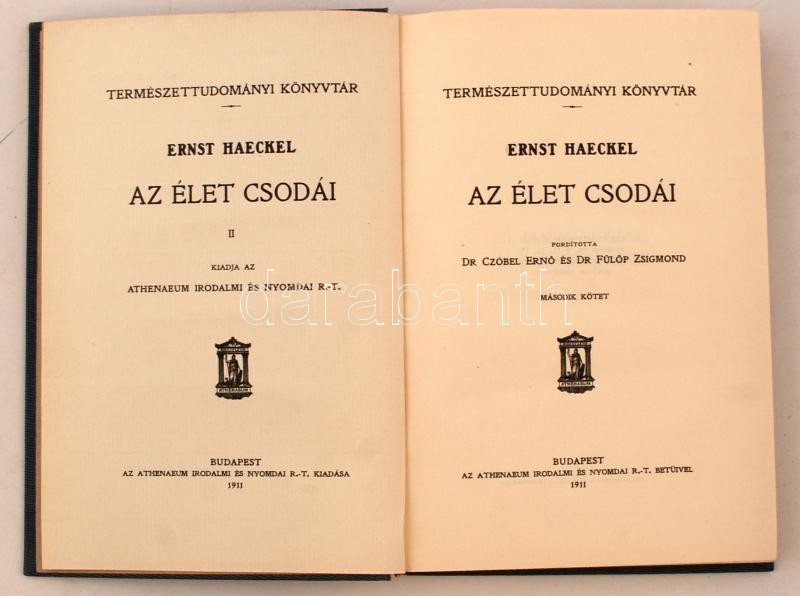 TERMÉSZETTUDOMÁNYI KÖNYVTÁR
ERNST HAECKEL
AZ ÉLET CSODÁI
II
KIADJA AZ
ATHENAEUM IRODALMI ÉS NYOMDAI R.-T.
ATHENAEUM
BUDAPEST
AZ ATHENAEUM IRODALMI ÉS NYOMDAI R.-T. KIADÁSA
1911
TERMÉSZETTUDOMÁNYI KÖNYVTÁR
ERNST HAECKEL
AZ ÉLET CSODÁI
FORDÍTOTTA
DR CZÓBEL ERNŐ ÉS DR FÜLÖP ZSIGMOND
MÁSODIK KÖTET
ATHENAEUM
BUDAPEST
AZ ATHENAEUM IRODALMI ÉS NYOMDAI R.-T. BETŰIVEL
1911
darabanth